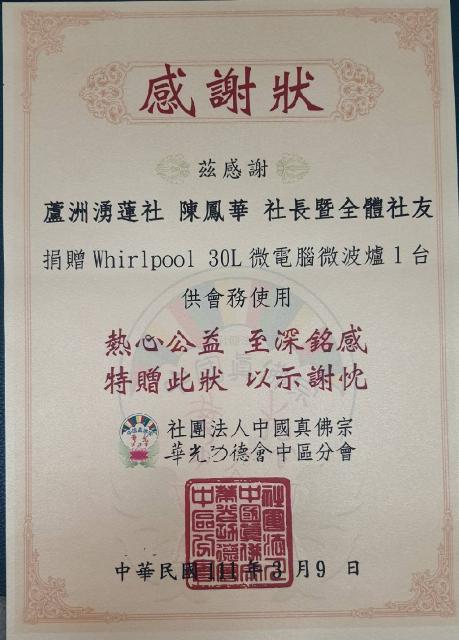 感謝狀
茲感謝
蘆洲湧蓮社 陳鳳華 社長暨全體社友
捐贈 Whirlpool 30L 微電腦微波爐 1 台
供會務使用
熱心公益 至深銘感
特贈此狀 以示謝忱
社團法人中國真佛宗
華光功德會中區分會
中華民國 111 年 3 月 9 日